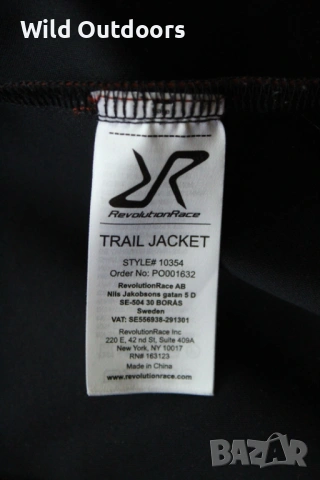 Wild Outdoors
RevolutionRace
TRAIL JACKET
STYLE# 10354
Order No: PO001632
RevolutionRace AB
Nils Jakobsons gatan 5 D
SE-504 30 BORÅS
Sweden
VAT: SE556938-291301
RevolutionRace Inc
220 E, 42 nd St, Suite 409A
New York, NY 10017
RN# 163123
Made in China
www.revolutionrace.com
BAZAR